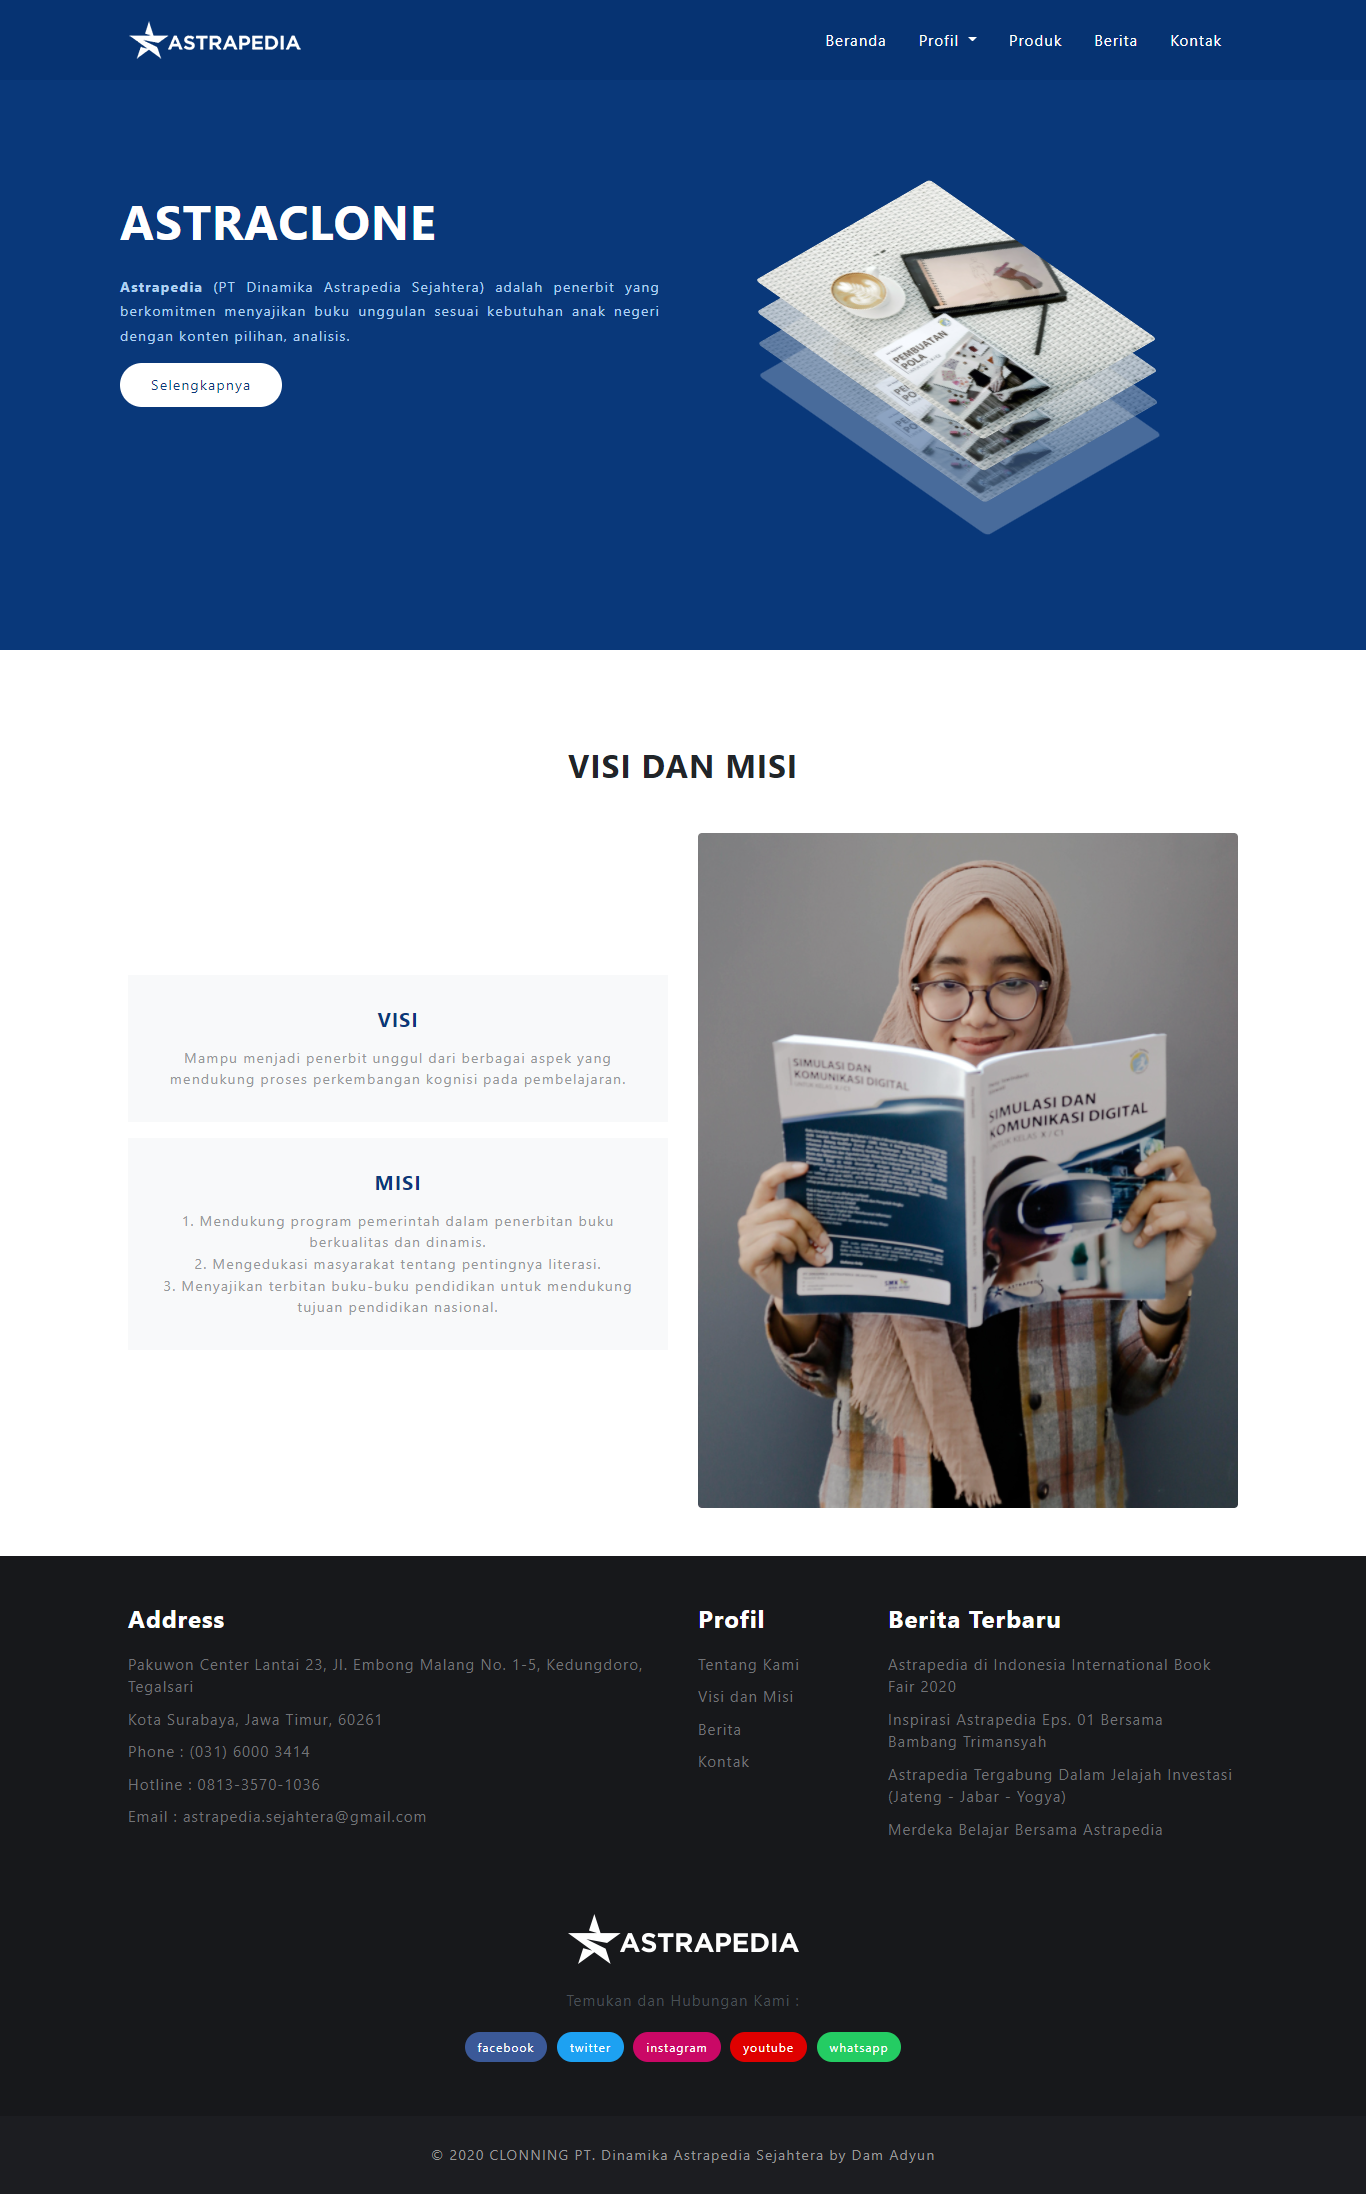 ASTRAPEDIA
Beranda
Profil
Produk
Berita
Kontak
ASTRACLONE
Astrapedia (PT Dinamika Astrapedia Sejahtera) adalah penerbit yang
berkomitmen menyajikan buku unggulan sesuai kebutuhan anak negeri
dengan konten pilihan, analisis.
Selengkapnya
PEMBUATAN
POLA
VISI DAN MISI
VISI
Mampu menjadi penerbit unggul dari berbagai aspek yang
mendukung proses perkembangan kognisi pada pembelajaran.
MISI
1. Mendukung program pemerintah dalam penerbitan buku
berkualitas dan dinamis.
2. Mengedukasi masyarakat tentang pentingnya literasi.
3. Menyajikan terbitan buku-buku pendidikan untuk mendukung
tujuan pendidikan nasional.
SIMULASI DAN
KOMUNIKASI DIGITAL
SIMULASI DAN
KOMUNIKASI DIGITAL
UNTUK KELAS X / C1
Address
Pakuwon Center Lantai 23, Jl. Embong Malang No. 1-5, Kedungdoro,
Tegalsari
Kota Surabaya, Jawa Timur, 60261
Phone : (031) 6000 3414
Hotline : 0813-3570-1036
Email : astrapedia.sejahtera@gmail.com
Profil
Tentang Kami
Visi dan Misi
Berita
Kontak
Berita Terbaru
Astrapedia di Indonesia International Book
Fair 2020
Inspirasi Astrapedia Eps. 01 Bersama
Bambang Trimansyah
Astrapedia Tergabung Dalam Jelajah Investasi
(Jateng - Jabar - Yogya)
Merdeka Belajar Bersama Astrapedia
ASTRAPEDIA
Temukan dan Hubungan Kami :
facebook
twitter
instagram
youtube
whatsapp
© 2020 CLONNING PT. Dinamika Astrapedia Sejahtera by Dam Adyun